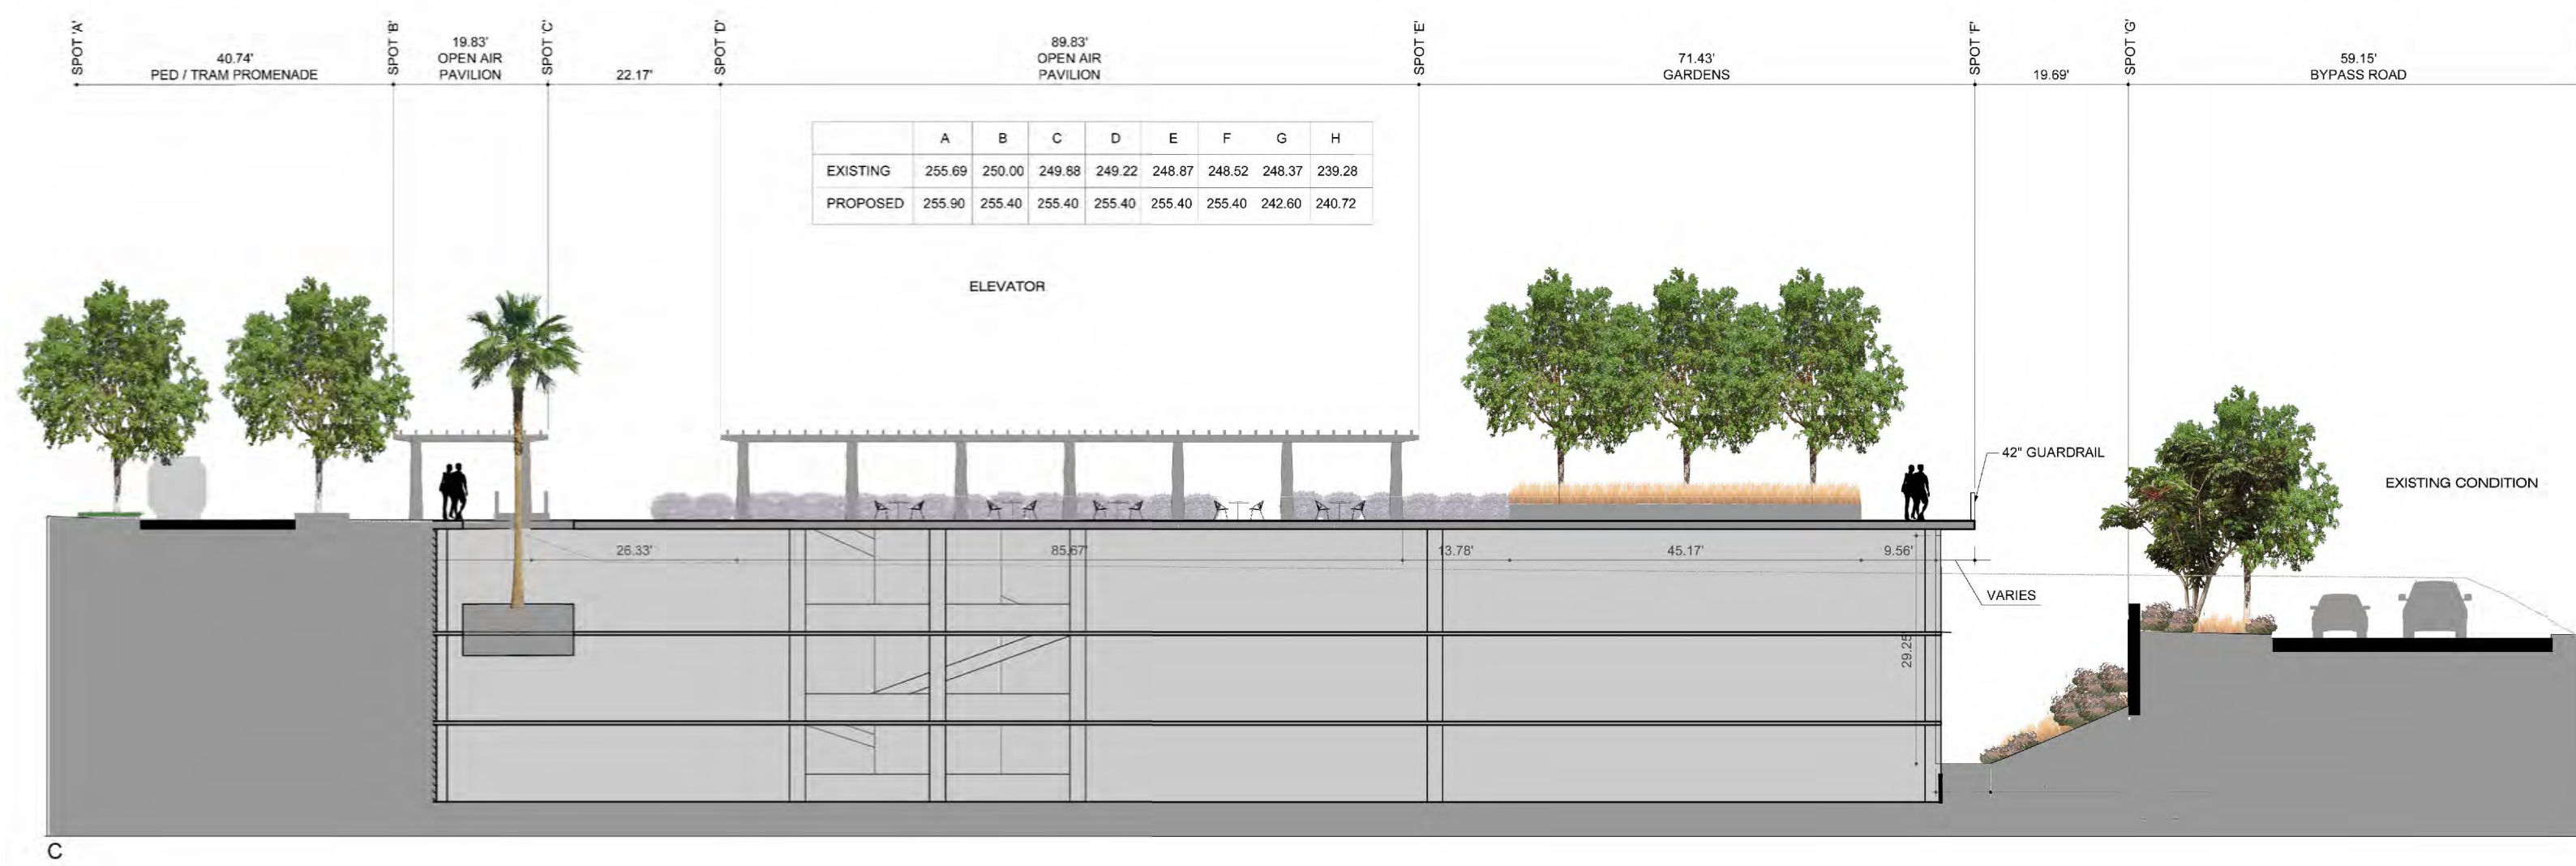 SPOT 'A'
40.74'
PED / TRAM PROMENADE
SPOT 'B'
19.83'
OPEN AIR
PAVILION
SPOT 'C'
22.17'
SPOT 'D'
89.83'
OPEN AIR
PAVILION
SPOT 'E'
71.43'
GARDENS
SPOT 'F'
19.69'
SPOT 'G'
59.15'
BYPASS ROAD
A B C D E F G H
EXISTING 255.69 250.00 249.88 249.22 248.87 248.52 248.37 239.28
PROPOSED 255.90 255.40 255.40 255.40 255.40 255.40 242.60 240.72
ELEVATOR
42" GUARDRAIL
EXISTING CONDITION
26.33'
85.67'
13.78'
45.17'
9.56'
VARIES
29.25'
C